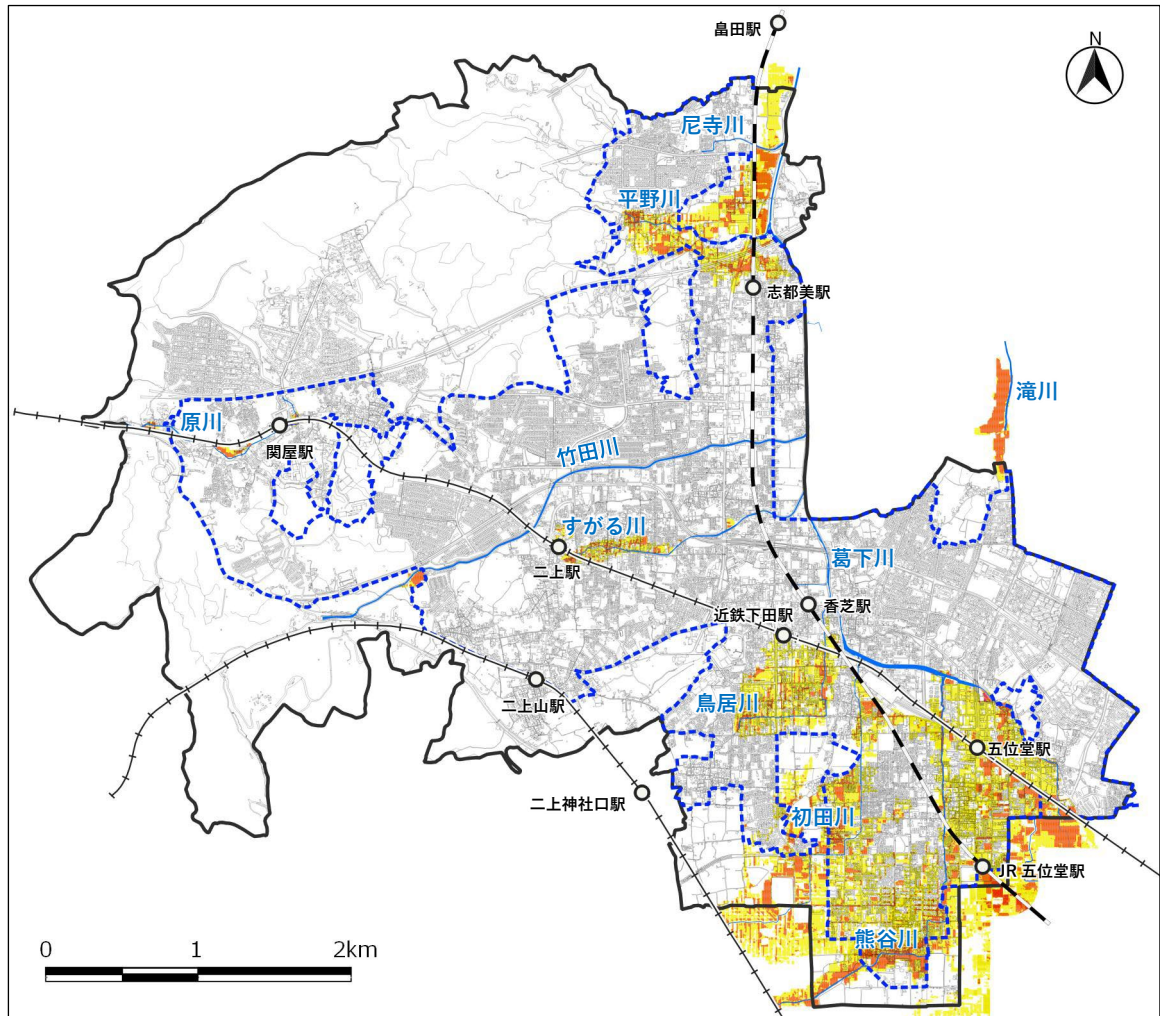 畠田駅
N
尼寺川
平野川
志都美駅
滝川
原川
関屋駅
竹田川
すがる川
二上駅
葛下川
香芝駅
近鉄下田駅
二上山駅
鳥居川
五位堂駅
二上神社口駅
初田川
JR 五位堂駅
熊谷川
0 1 2km